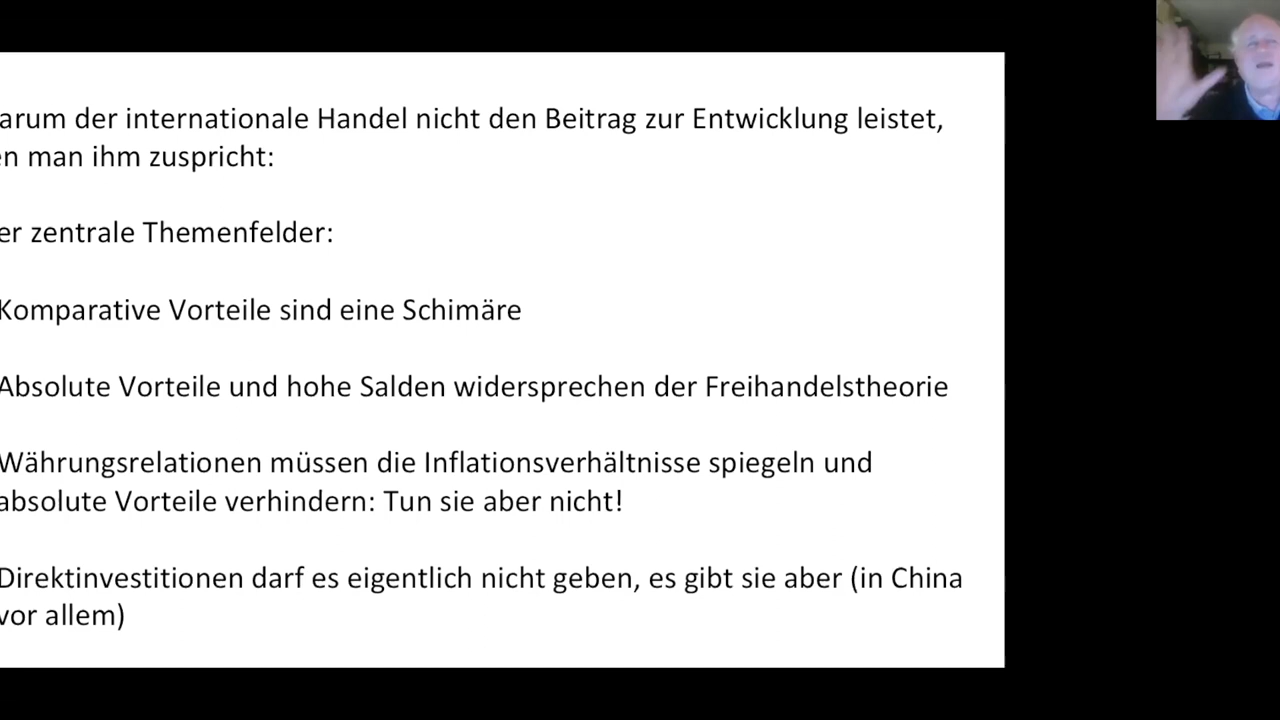 arum der internationale Handel nicht den Beitrag zur Entwicklung leistet,
en man ihm zuspricht:
er zentrale Themenfelder:
Komparative Vorteile sind eine Schimäre
Absolute Vorteile und hohe Salden widersprechen der Freihandelstheorie
Währungsrelationen müssen die Inflationsverhältnisse spiegeln und
absolute Vorteile verhindern: Tun sie aber nicht!
Direktinvestitionen darf es eigentlich nicht geben, es gibt sie aber (in China
vor allem)